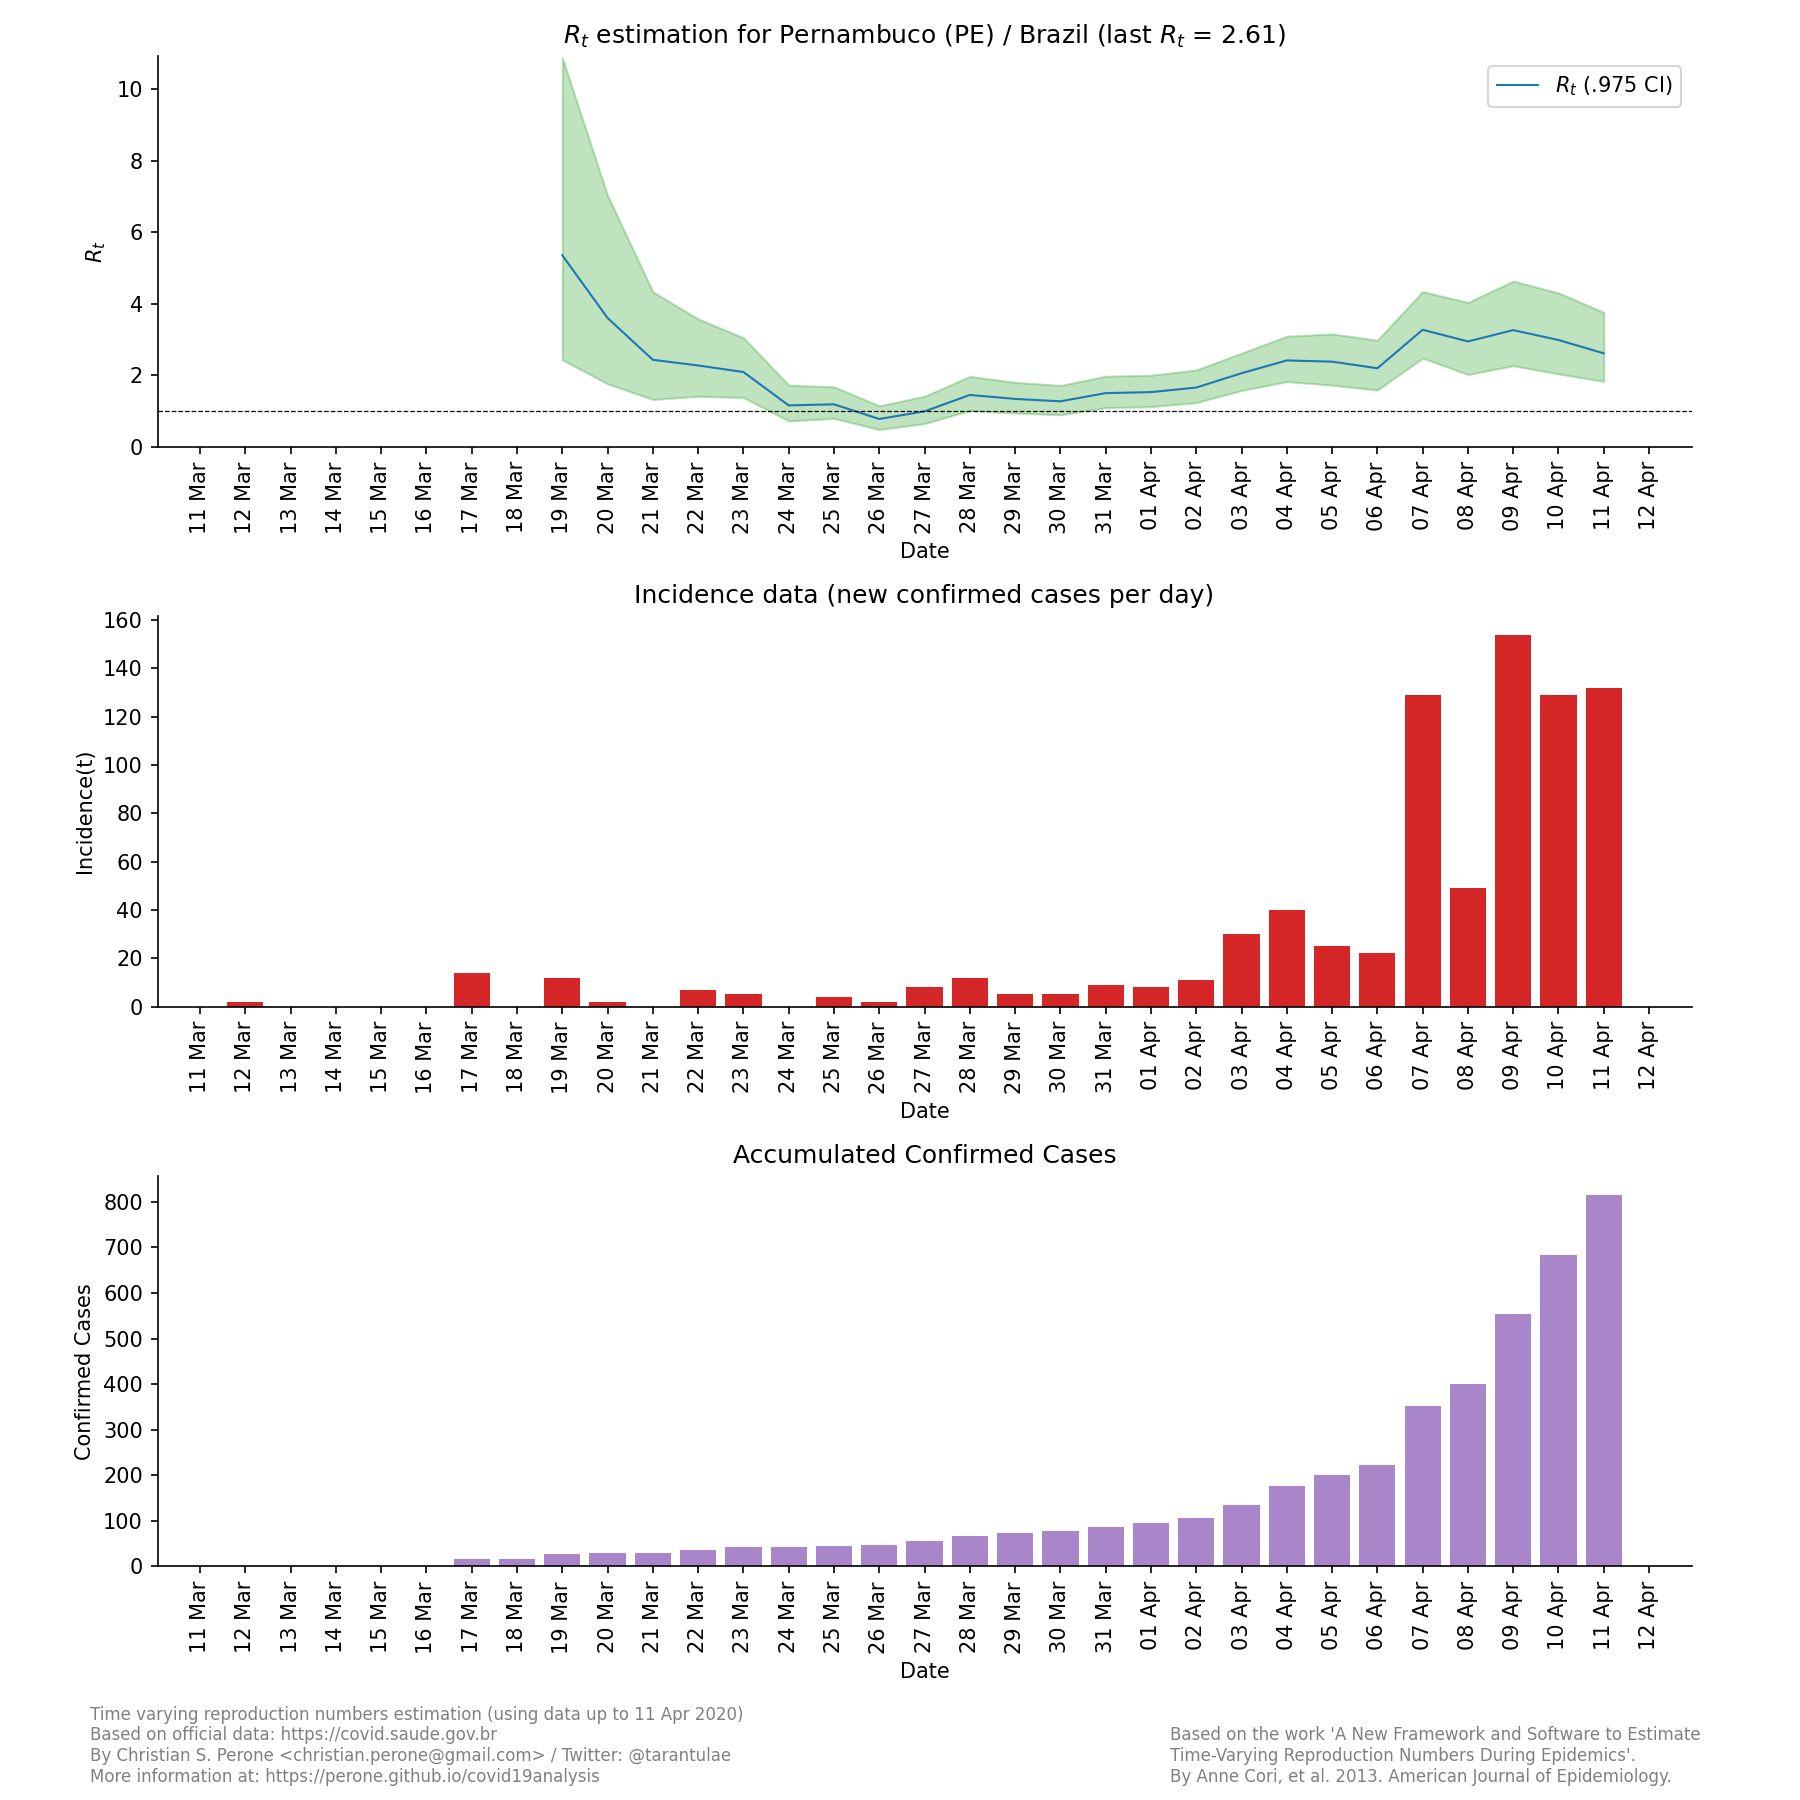 Rt estimation for Pernambuco (PE) / Brazil (last Rt = 2.61)
Rt (.975 CI)
10
8
6
4
2
0
Rt
11 Mar
12 Mar
13 Mar
14 Mar
15 Mar
16 Mar
17 Mar
18 Mar
19 Mar
20 Mar
21 Mar
22 Mar
23 Mar
24 Mar
25 Mar
26 Mar
27 Mar
28 Mar
29 Mar
30 Mar
31 Mar
01 Apr
02 Apr
03 Apr
04 Apr
05 Apr
06 Apr
07 Apr
08 Apr
09 Apr
10 Apr
11 Apr
12 Apr
Date
Incidence data (new confirmed cases per day)
160
140
120
100
80
60
40
20
0
Incidence(t)
11 Mar
12 Mar
13 Mar
14 Mar
15 Mar
16 Mar
17 Mar
18 Mar
19 Mar
20 Mar
21 Mar
22 Mar
23 Mar
24 Mar
25 Mar
26 Mar
27 Mar
28 Mar
29 Mar
30 Mar
31 Mar
01 Apr
02 Apr
03 Apr
04 Apr
05 Apr
06 Apr
07 Apr
08 Apr
09 Apr
10 Apr
11 Apr
12 Apr
Date
Accumulated Confirmed Cases
800
700
600
500
400
300
200
100
0
Confirmed Cases
11 Mar
12 Mar
13 Mar
14 Mar
15 Mar
16 Mar
17 Mar
18 Mar
19 Mar
20 Mar
21 Mar
22 Mar
23 Mar
24 Mar
25 Mar
26 Mar
27 Mar
28 Mar
29 Mar
30 Mar
31 Mar
01 Apr
02 Apr
03 Apr
04 Apr
05 Apr
06 Apr
07 Apr
08 Apr
09 Apr
10 Apr
11 Apr
12 Apr
Date
Time varying reproduction numbers estimation (using data up to 11 Apr 2020)
Based on official data: https://covid.saude.gov.br
By Christian S. Perone <christian.perone@gmail.com> / Twitter: @tarantulae
More information at: https://perone.github.io/covid19analysis
Based on the work 'A New Framework and Software to Estimate
Time-Varying Reproduction Numbers During Epidemics'.
By Anne Cori, et al. 2013. American Journal of Epidemiology.